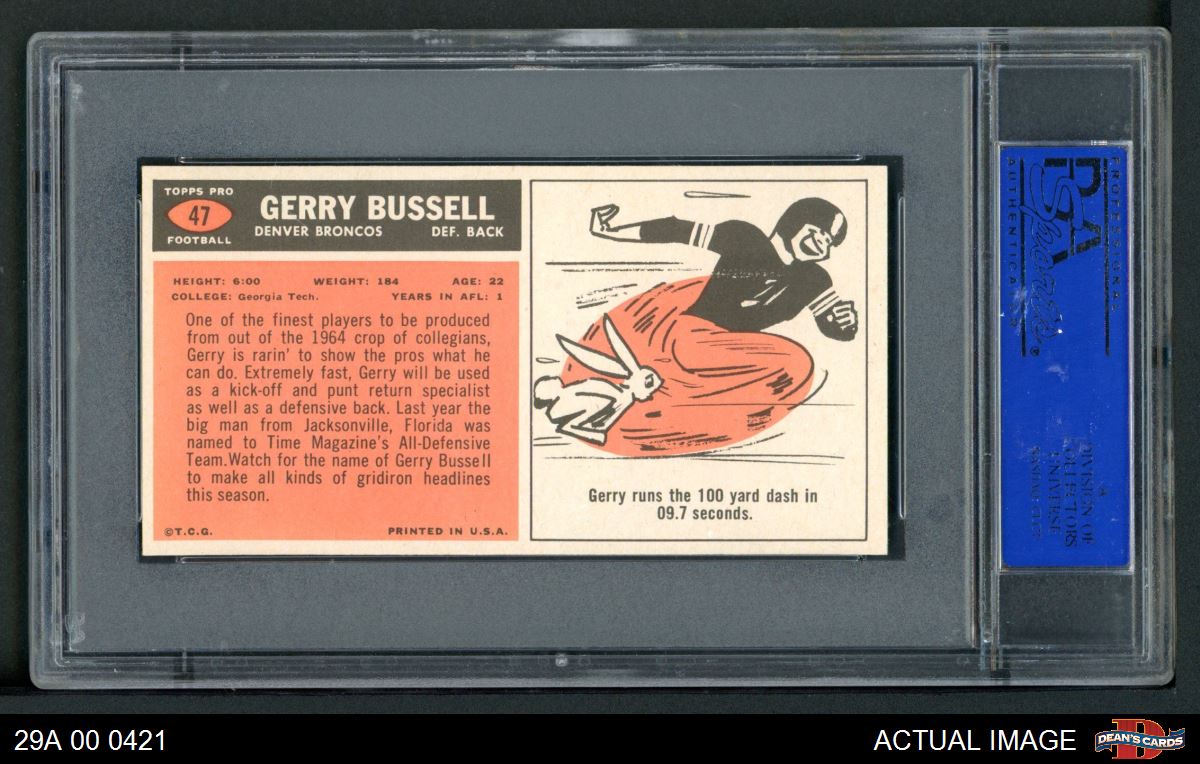 TOPPS PRO
47
FOOTBALL
GERRY BUSSELL
DENVER BRONCOS DEF. BACK
HEIGHT: 6:00 WEIGHT: 184 AGE: 22
COLLEGE: Georgia Tech. YEARS IN AFL: 1
One of the finest players to be produced
from out of the 1964 crop of collegians,
Gerry is rarin' to show the pros what he
can do. Extremely fast, Gerry will be used
as a kick-off and punt return specialist
as well as a defensive back. Last year the
big man from Jacksonville, Florida was
named to Time Magazine's All-Defensive
Team.Watch for the name of Gerry Bussell
to make all kinds of gridiron headlines
this season.
©T.C.G. PRINTED IN U.S.A.
Gerry runs the 100 yard dash in
09.7 seconds.
PROFESSIONAL
PSA
Sports
®
A
DIVISION OF
COLLECTORS
UNIVERSE
29A 00 0421
ACTUAL IMAGE
DEAN'S CARDS